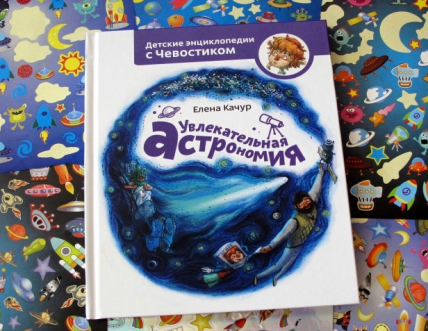 Детские энциклопедии
с Чевостиком
Елена Качур
Увлекательная
астрономия